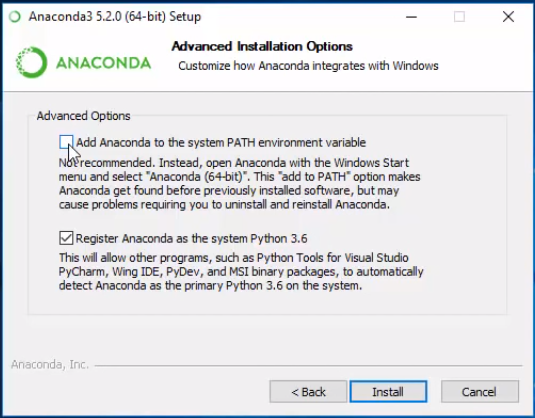 Anaconda3 5.2.0 (64-bit) Setup
Advanced Installation Options
ANACONDA
Customize how Anaconda integrates with Windows
Advanced Options
Add Anaconda to the system PATH environment variable
Not recommended. Instead, open Anaconda with the Windows Start
menu and select "Anaconda (64-bit)". This "add to PATH" option makes
Anaconda get found before previously installed software, but may
cause problems requiring you to uninstall and reinstall Anaconda.
Register Anaconda as the system Python 3.6
This will allow other programs, such as Python Tools for Visual Studio
PyCharm, Wing IDE, PyDev, and MSI binary packages, to automatically
detect Anaconda as the primary Python 3.6 on the system.
Anaconda, Inc.
< Back Install Cancel